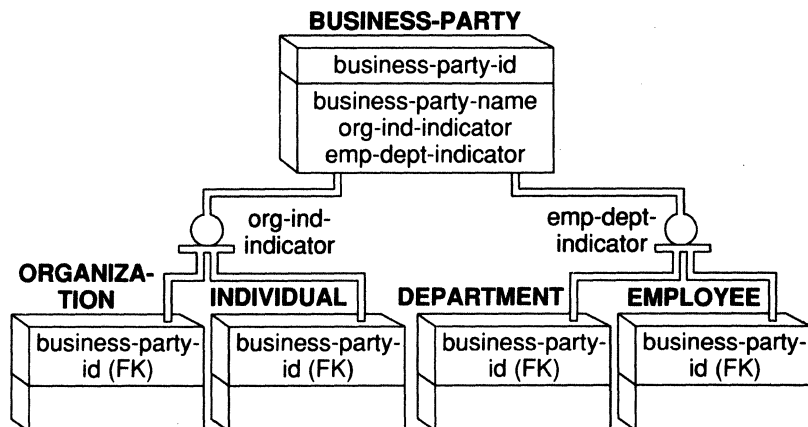 BUSINESS-PARTY
business-party-id
business-party-name
org-ind-indicator
emp-dept-indicator
org-ind-
indicator
emp-dept-
indicator
ORGANIZA-
TION
INDIVIDUAL
DEPARTMENT
EMPLOYEE
business-party-
id (FK)
business-party-
id (FK)
business-party-
id (FK)
business-party-
id (FK)